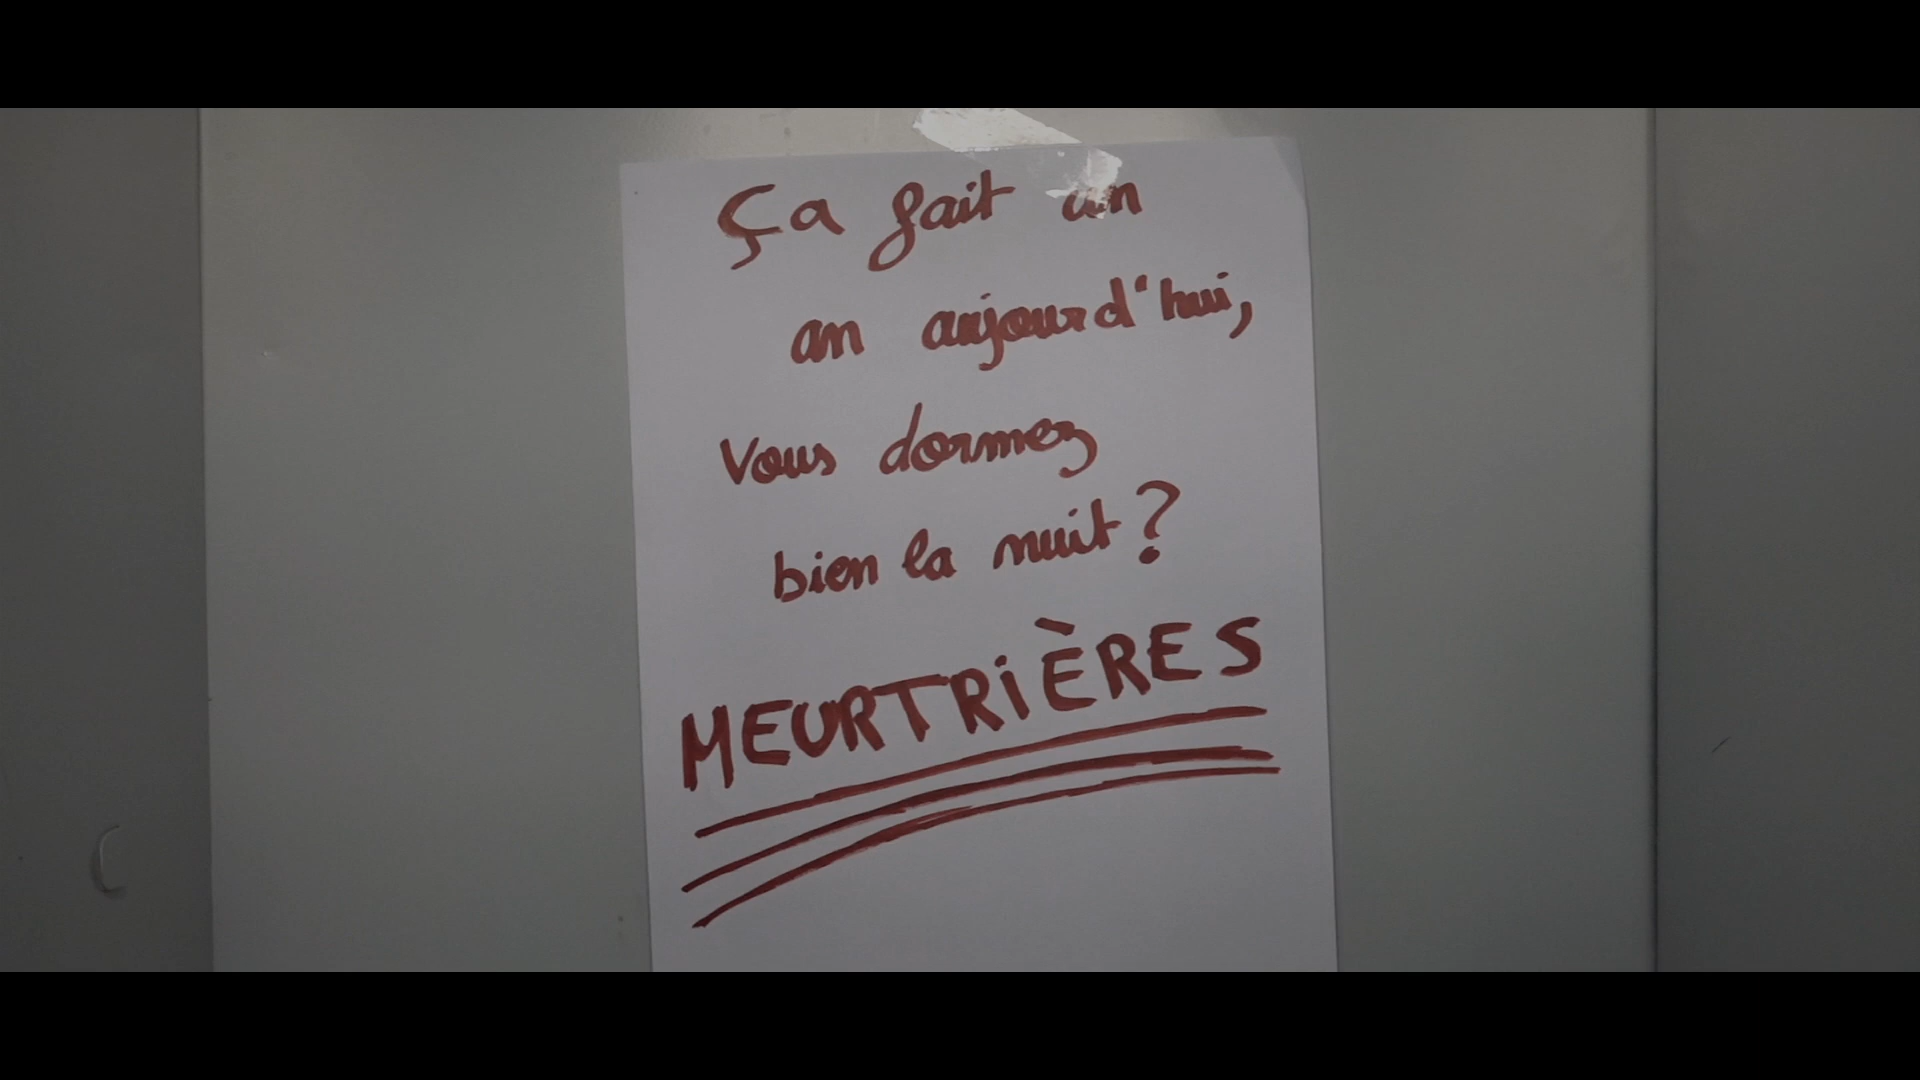 Ça fait un
an aujourd'hui,
Vous dormez
bien la nuit ?
MEURTRIÈRES